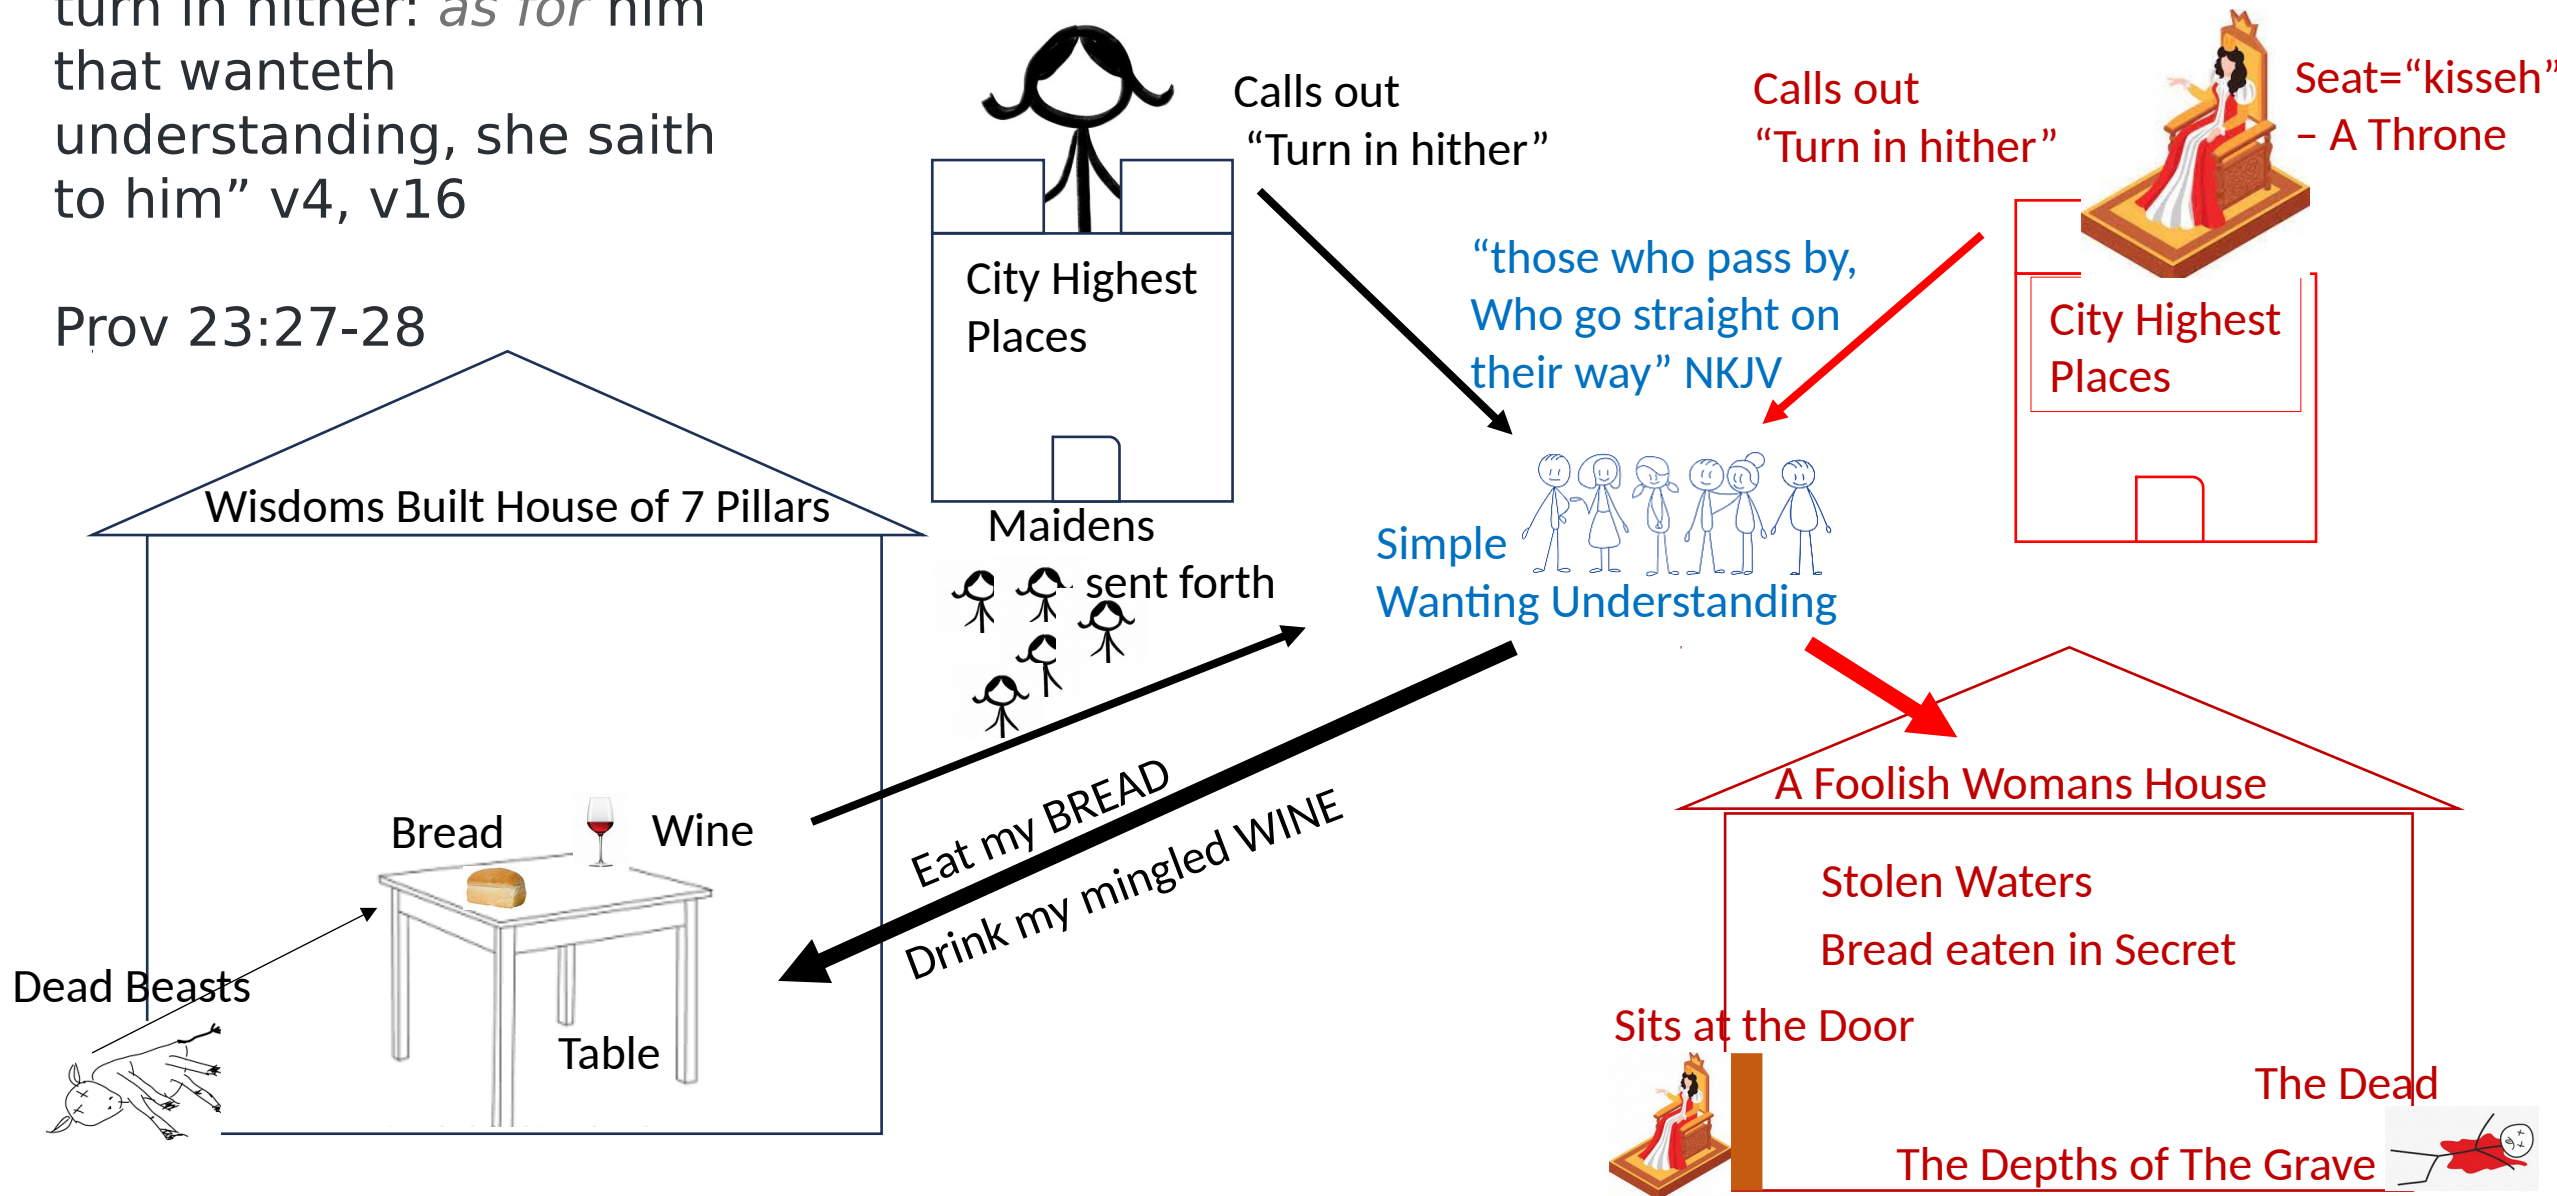 turn in hither: as for him
that wanteth
understanding, she saith
to him” v4, v16
Prov 23:27-28
Calls out
“Turn in hither”
Calls out
“Turn in hither”
Seat=“kisseh”
– A Throne
City Highest
Places
“those who pass by,
Who go straight on
their way” NKJV
City Highest
Places
Wisdoms Built House of 7 Pillars
Maidens
- sent forth
Simple
Wanting Understanding
Eat my BREAD
Drink my mingled WINE
Bread
Wine
Dead Beasts
Table
A Foolish Womans House
Stolen Waters
Bread eaten in Secret
Sits at the Door
The Dead
The Depths of The Grave